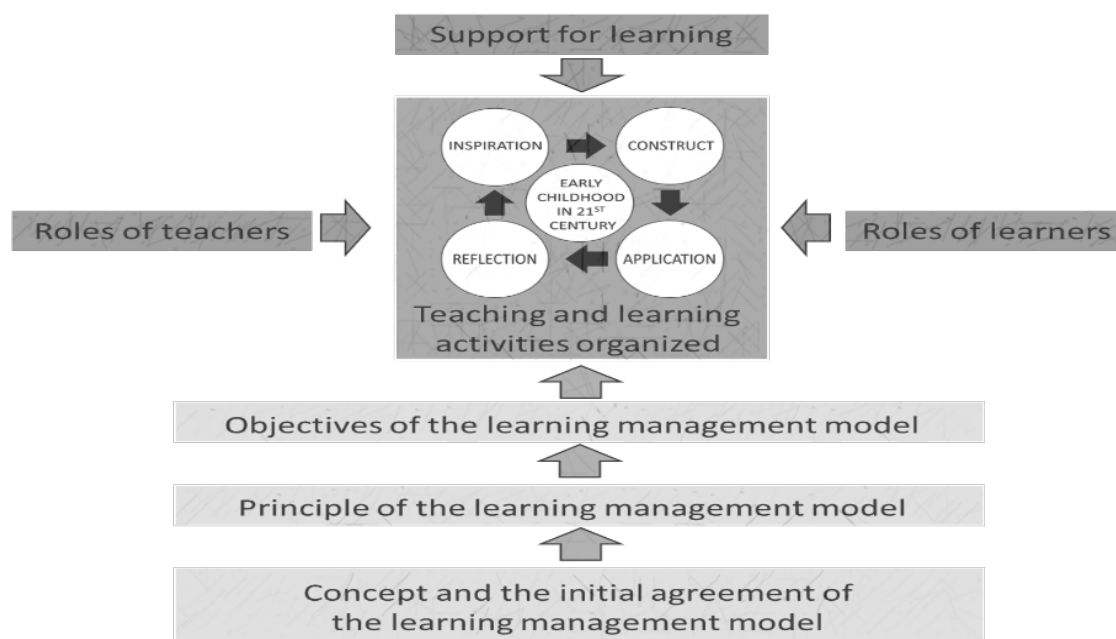 Support for learning
INSPIRATION
CONSTRUCT
EARLY
CHILDHOOD
IN 21ST
CENTURY
Roles of teachers
Roles of learners
REFLECTION
APPLICATION
Teaching and learning
activities organized
Objectives of the learning management model
Principle of the learning management model
Concept and the initial agreement of
the learning management model